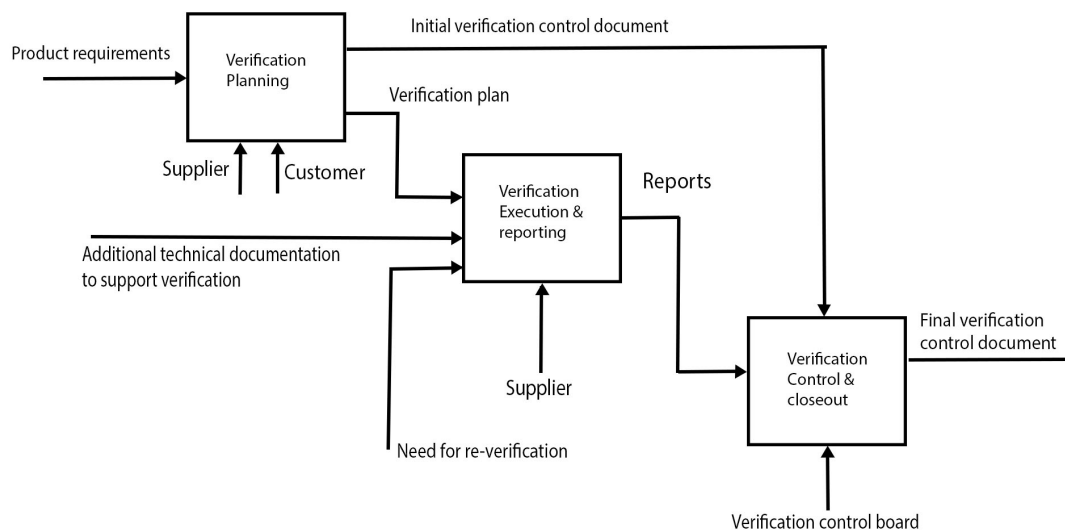 Initial verification control document
Product requirements
Verification
Planning
Verification plan
Supplier
Customer
Verification
Execution &
reporting
Reports
Additional technical documentation
to support verification
Supplier
Need for re-verification
Verification
Control &
closeout
Final verification
control document
Verification control board